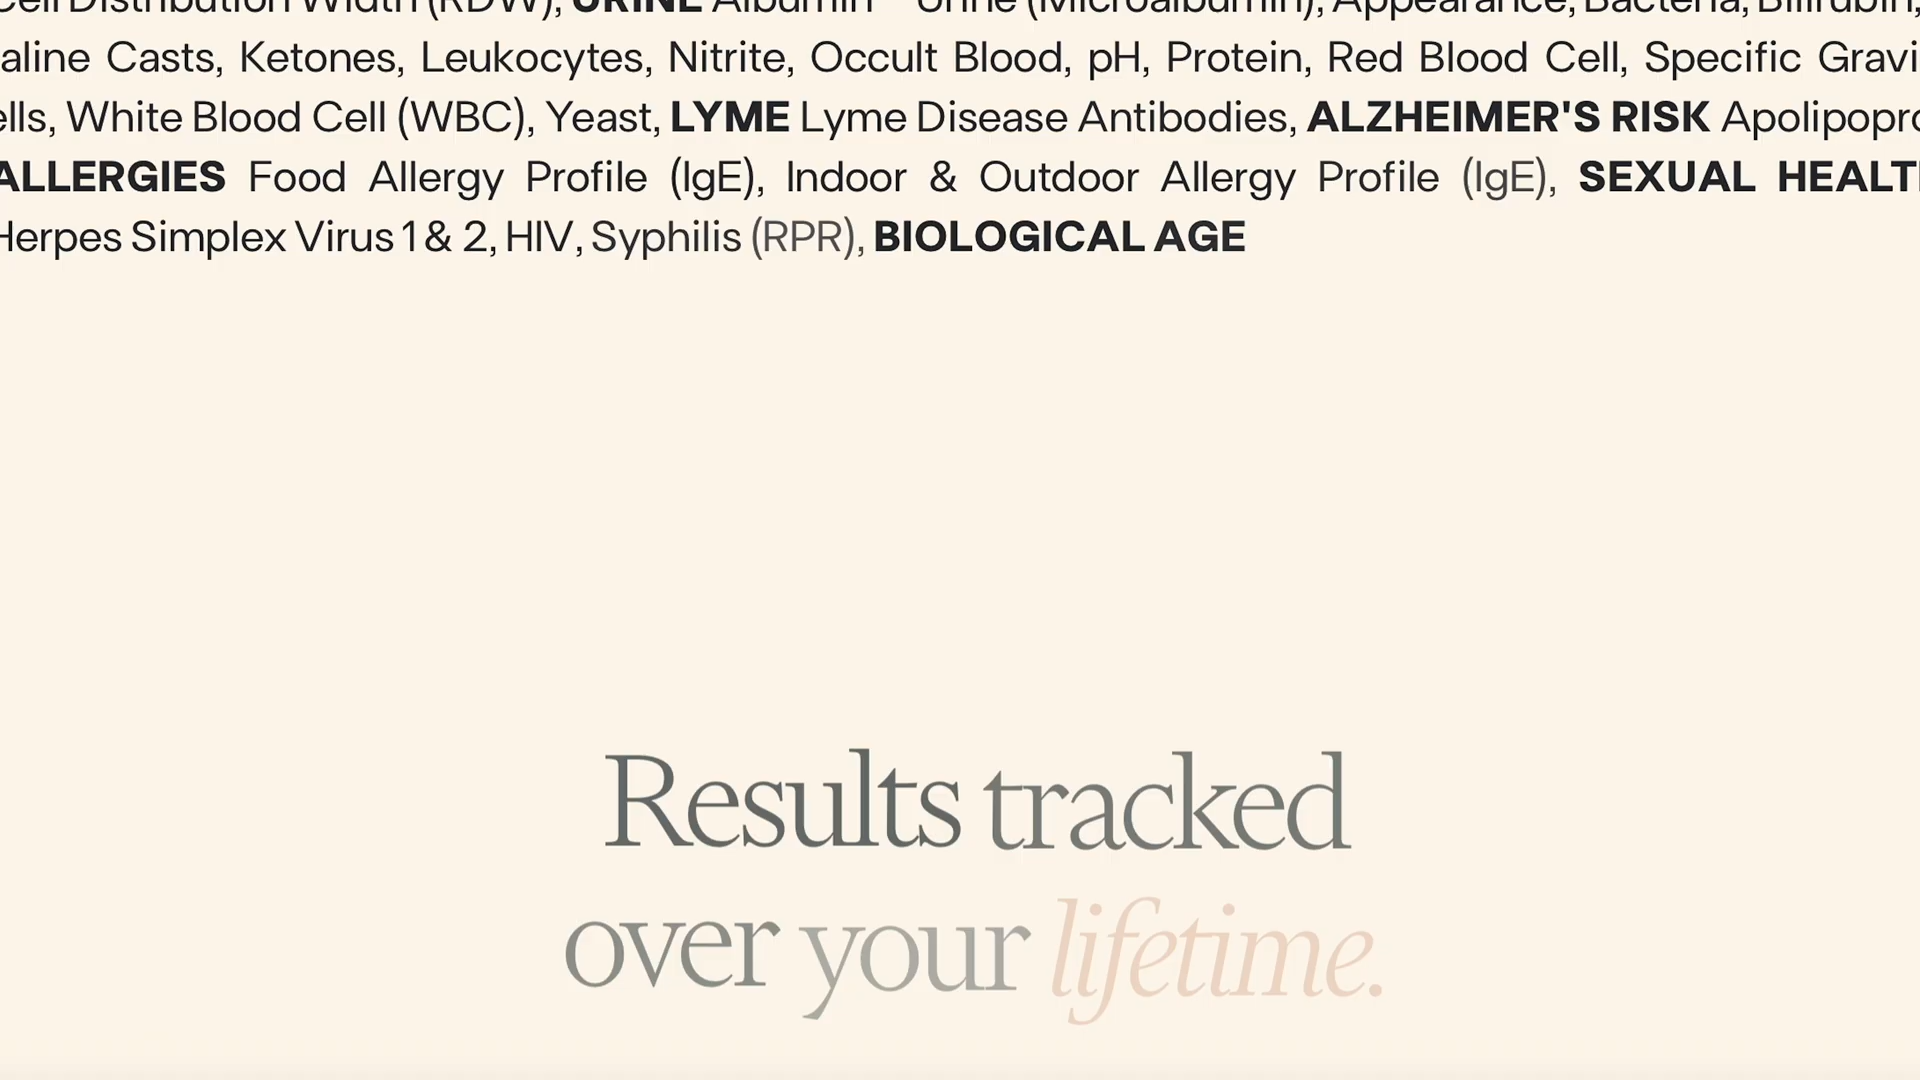 Cell Distribution Width (RDW), URINE Albumin - Urine (Microalbumin), Appearance, Bacteria, Bilirubin,
aline Casts, Ketones, Leukocytes, Nitrite, Occult Blood, pH, Protein, Red Blood Cell, Specific Gravi
ells, White Blood Cell (WBC), Yeast, LYME Lyme Disease Antibodies, ALZHEIMER'S RISK Apolipopro
ALLERGIES Food Allergy Profile (IgE), Indoor & Outdoor Allergy Profile (IgE), SEXUAL HEALTH
Herpes Simplex Virus 1 & 2, HIV, Syphilis (RPR), BIOLOGICAL AGE
Results tracked
over your lifetime.